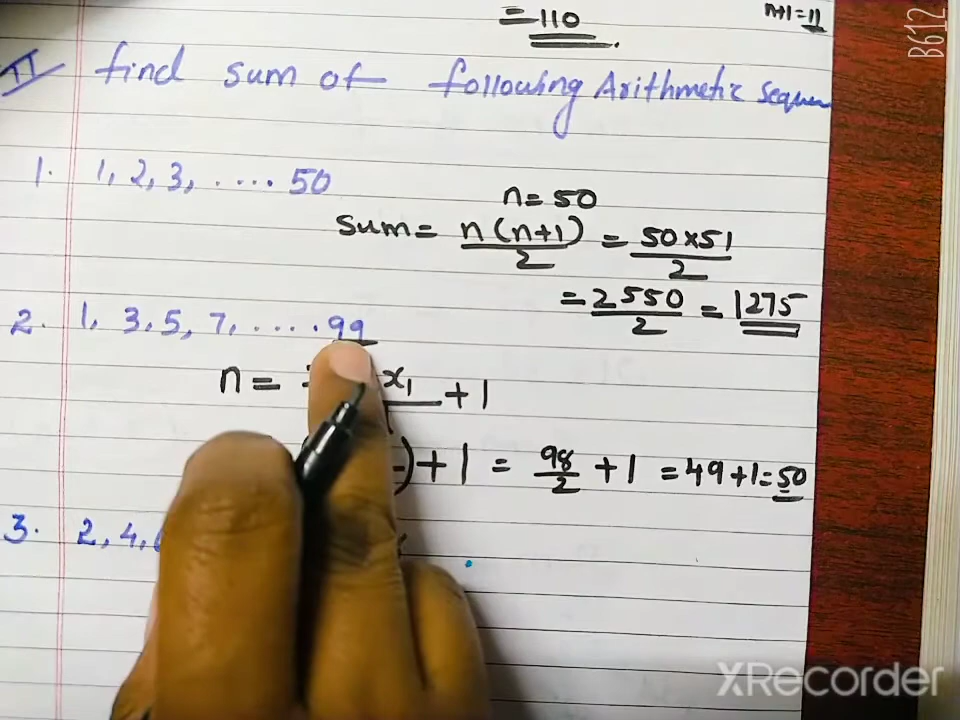 = 110
n+1 = 11
B612
II find sum of following Arithmetic
1. 1, 2, 3, .... 50
n = 50
Sum = n(n+1)/2 = 50×51/2
= 2550/2 = 1275
2. 1, 3, 5, 7, ..... 99
n = x₁ + 1
) + 1 = 98/2 + 1 = 49+1 = 50
3. 2, 4,
XRecorder